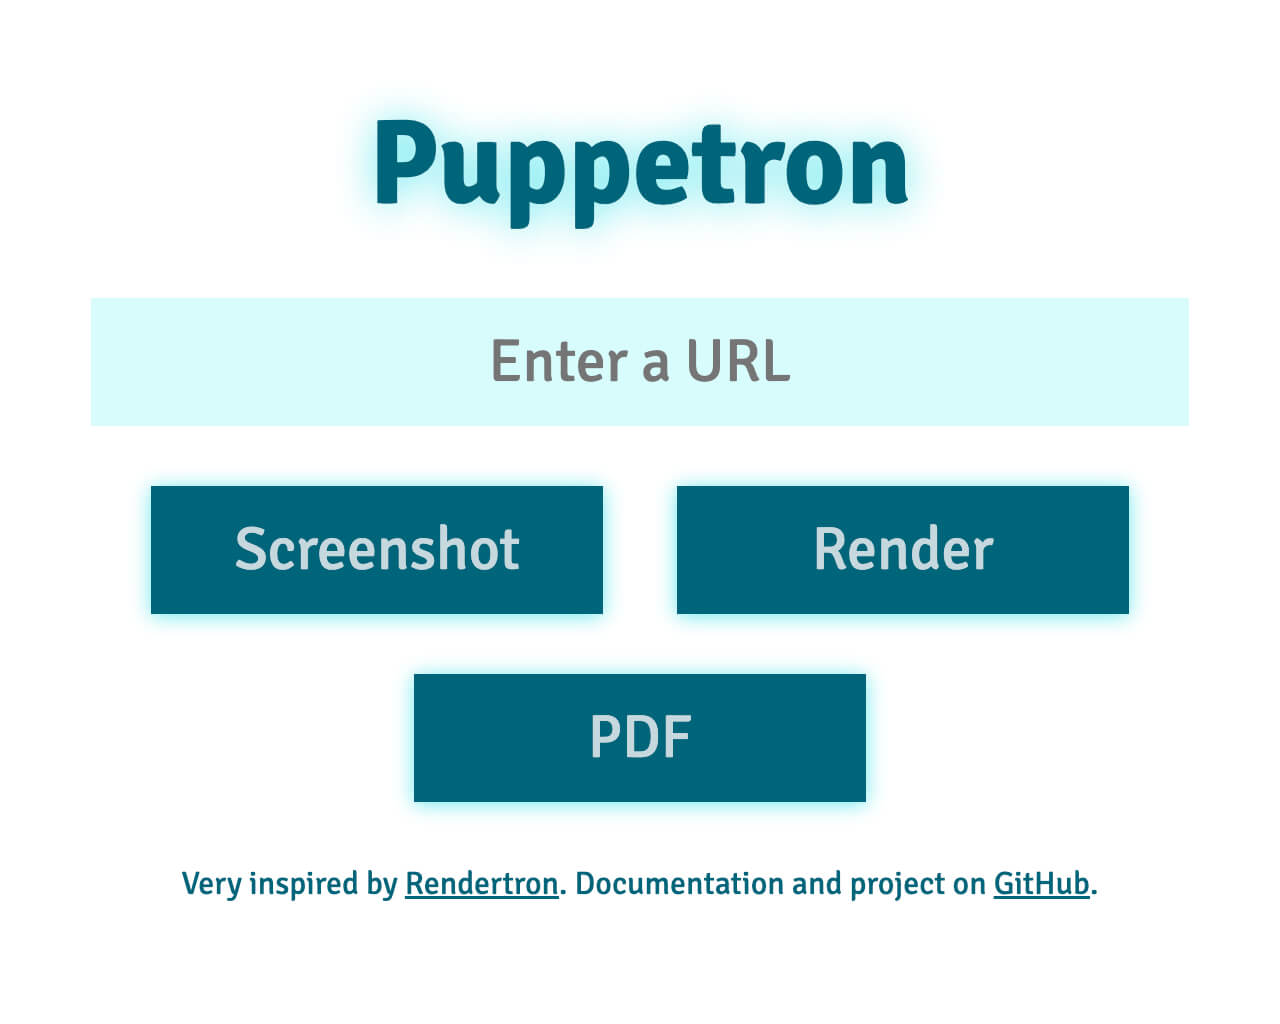 Puppetron
Enter a URL
Screenshot
Render
PDF
Very inspired by Rendertron. Documentation and project on GitHub.